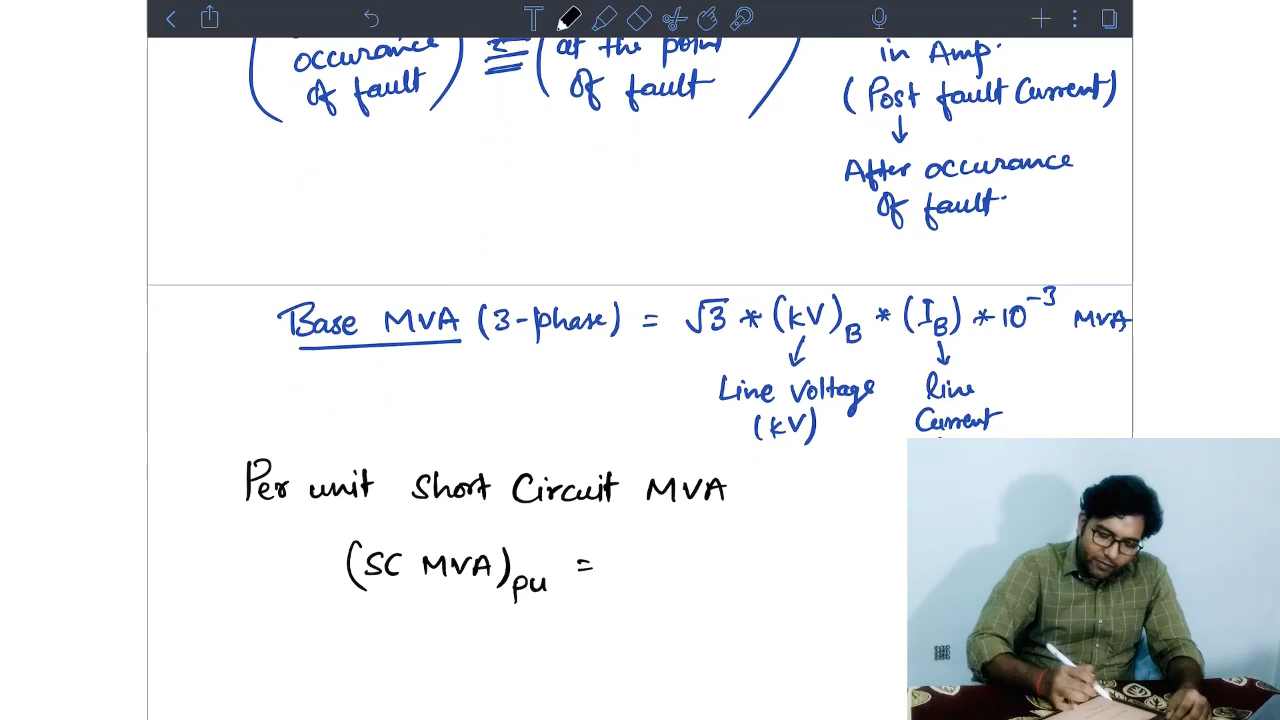 occurance
of fault
at the point
of fault
in Amp.
(Post fault Current)
↓
After occurance
of fault.
Base MVA (3-phase) = √3 * (kV)B * (IB) * 10^-3 MVA
↓ ↓
Line Voltage
(kV)
line
Current
Per unit Short Circuit MVA
(SC MVA)pu =